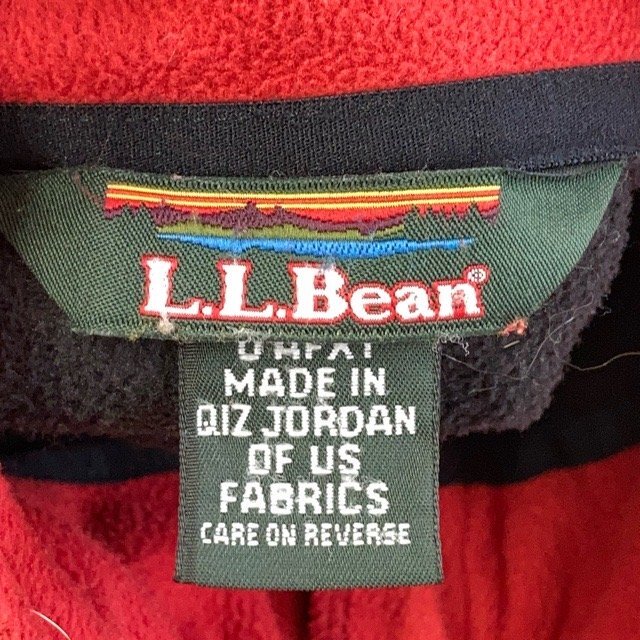 L.L.Bean®
MADE IN
QIZ JORDAN
OF US
FABRICS
CARE ON REVERSE